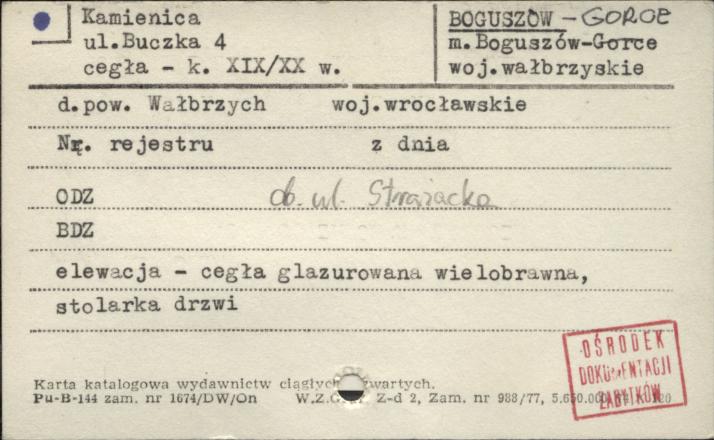 Kamienica
ul.Buczka 4
cegła - k. XIX/XX w.
BOGUSZÓW - GORCE
m.Boguszów-Gorce
woj.wałbrzyskie
d.pow. Wałbrzych woj.wrocławskie
Nr. rejestru z dnia
ODZ ob. ul. Strażacka
BDZ
elewacja - cegła glazurowana wielobrawna,
stolarka drzwi
OŚRODEK
DOKUMENTACJI
ZABYTKÓW
Karta katalogowa wydawnictw ciągłych
Pu-B-144 zam. nr 1674/DW/On Z-d 2, Zam. nr 988/77,